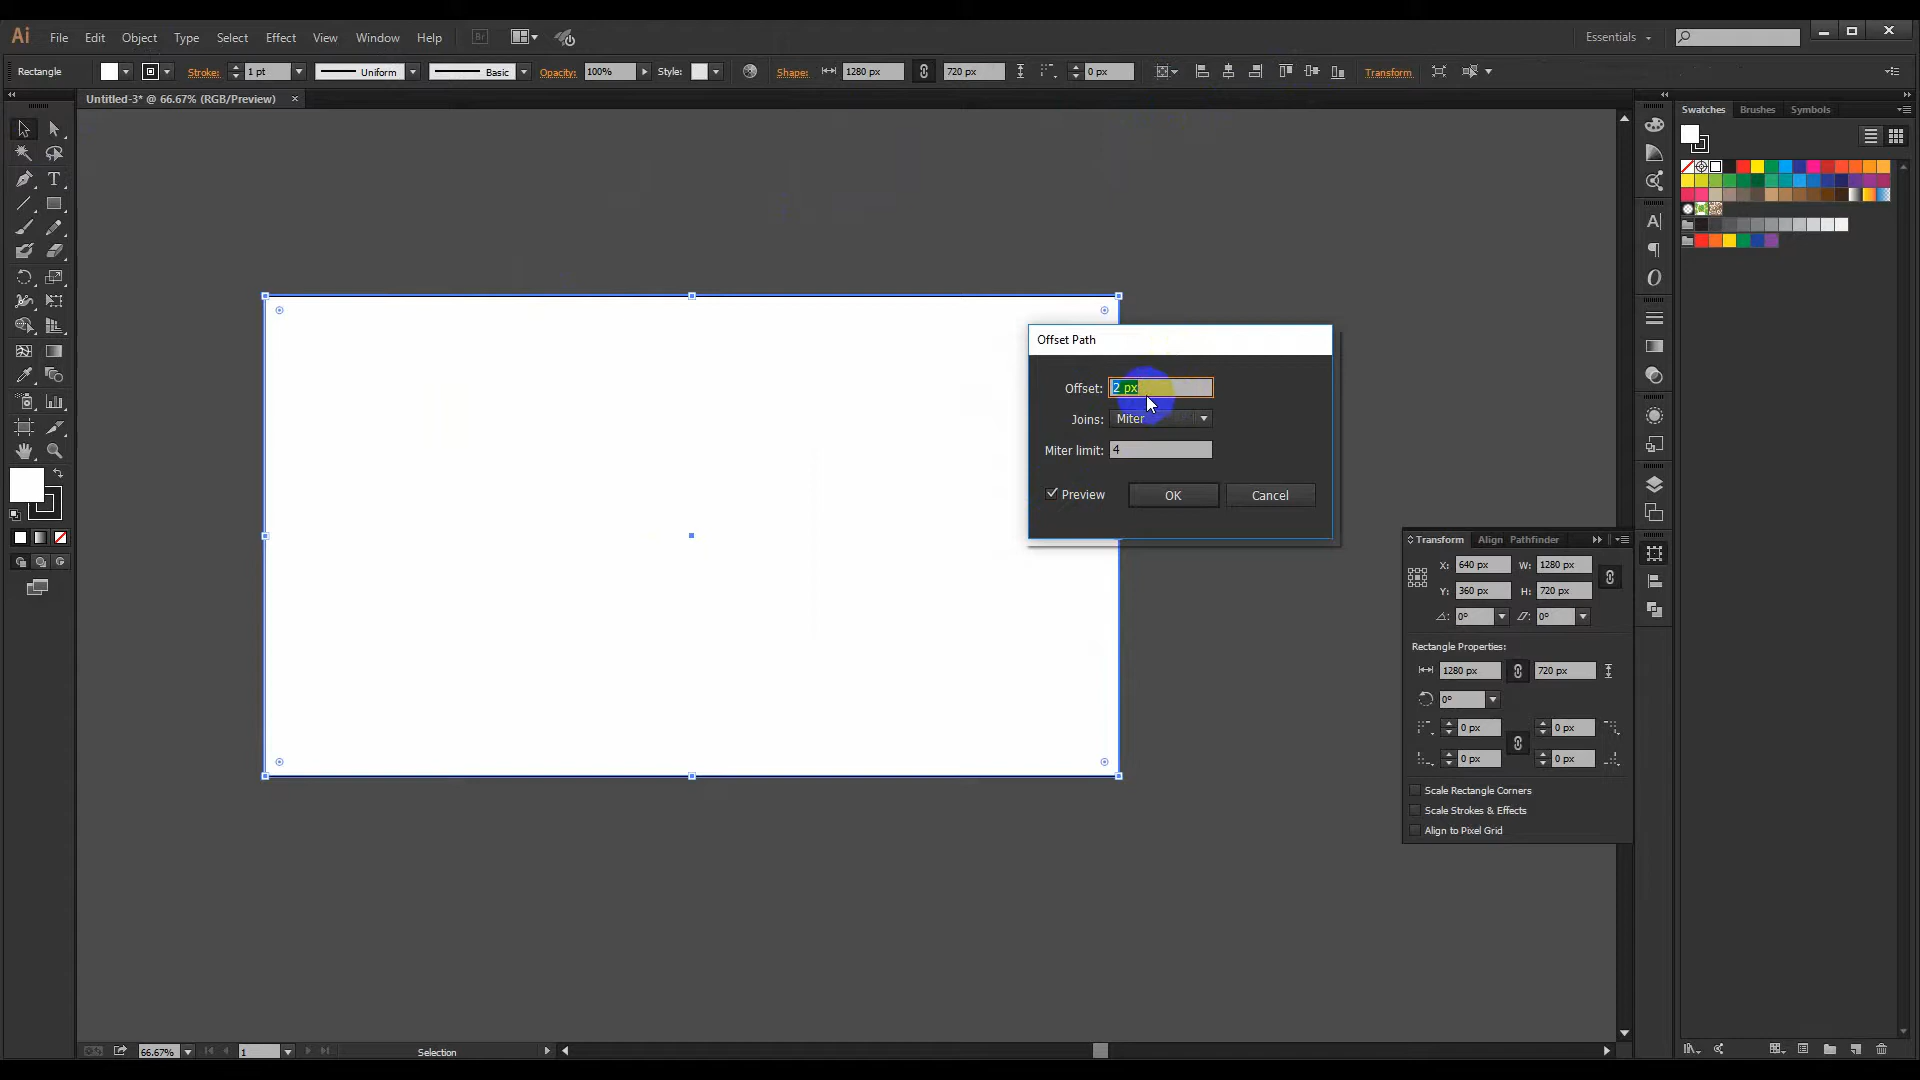 Ai File Edit Object Type Select Effect View Window Help Br Essentials
Rectangle Stroke: 1 pt Uniform Basic Opacity: 100% Style: Shape: 1280 px 720 px 0 px Transform
Untitled-3* @ 66.67% (RGB/Preview) ×
Swatches Brushes Symbols
Offset Path
Offset: 2 px
Joins: Miter
Miter limit: 4
Preview OK Cancel
Transform Align Pathfinder
X: 640 px W: 1280 px
Y: 360 px H: 720 px
0° 0°
Rectangle Properties:
1280 px 720 px
0°
0 px 0 px
0 px 0 px
Scale Rectangle Corners
Scale Strokes & Effects
Align to Pixel Grid
66.67% 1 Selection